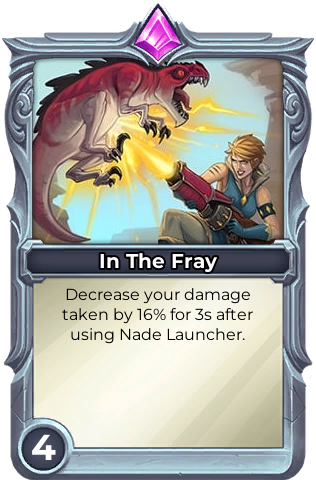 In The Fray
Decrease your damage
taken by 16% for 3s after
using Nade Launcher.
4